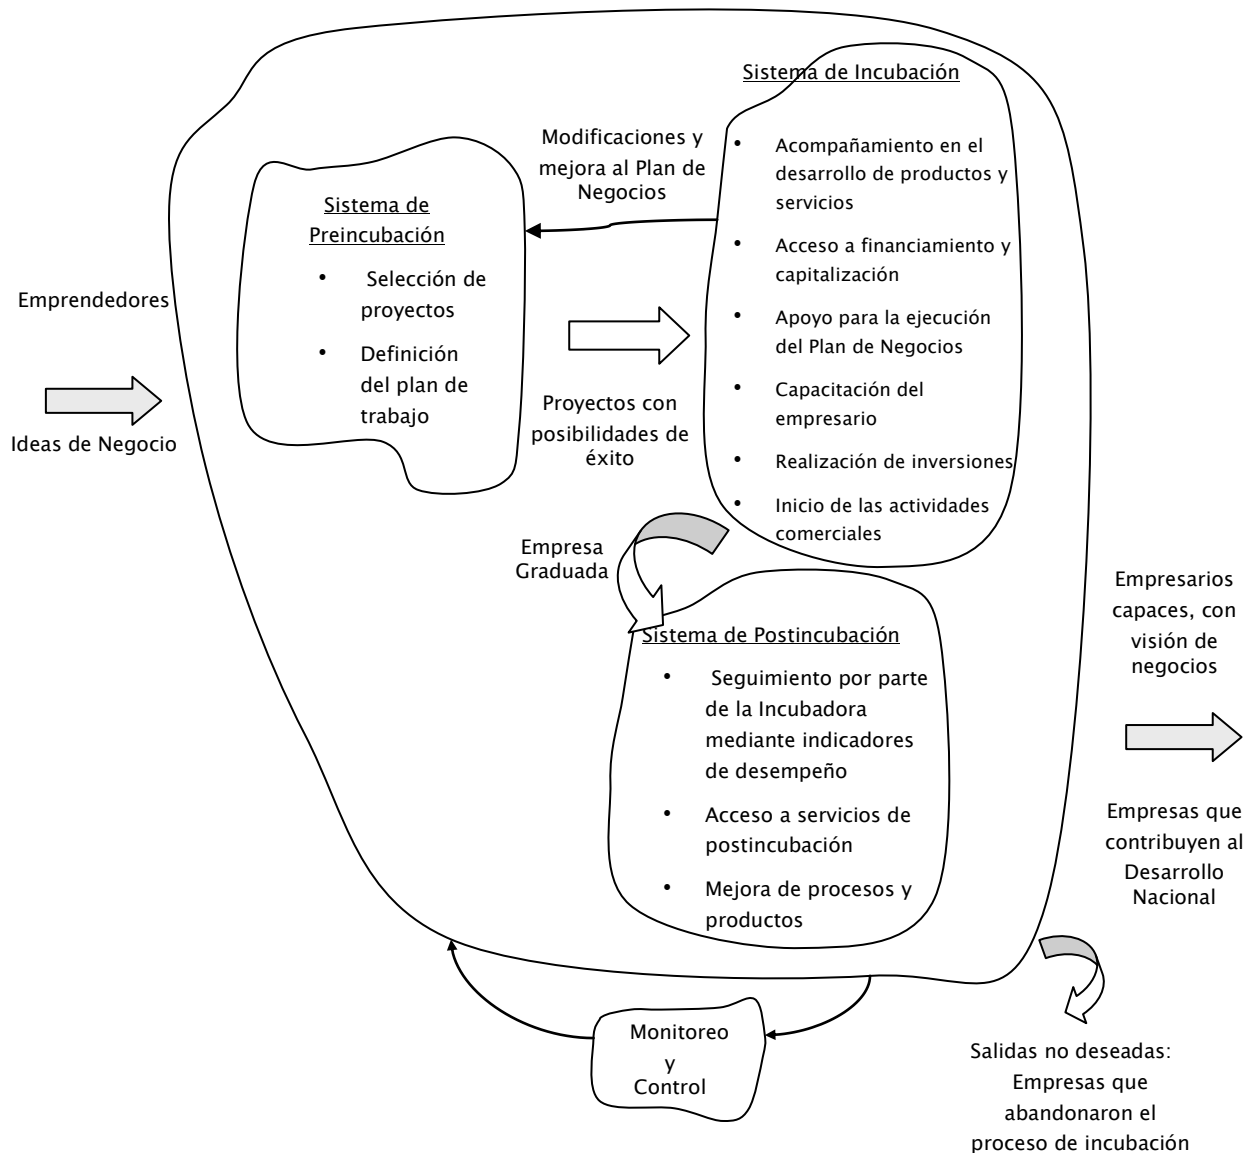 Sistema de Incubación
• Acompañamiento en el
desarrollo de productos y
servicios
• Acceso a financiamiento y
capitalización
• Apoyo para la ejecución
del Plan de Negocios
• Capacitación del
empresario
• Realización de inversiones
• Inicio de las actividades
comerciales
Modificaciones y
mejora al Plan de
Negocios
Sistema de
Preincubación
• Selección de
proyectos
• Definición
del plan de
trabajo
Emprendedores
Ideas de Negocio
Proyectos con
posibilidades de
éxito
Empresa
Graduada
Sistema de Postincubación
• Seguimiento por parte
de la Incubadora
mediante indicadores
de desempeño
• Acceso a servicios de
postincubación
• Mejora de procesos y
productos
Empresarios
capaces, con
visión de
negocios
Empresas que
contribuyen al
Desarrollo
Nacional
Monitoreo
y
Control
Salidas no deseadas:
Empresas que
abandonaron el
proceso de incubación